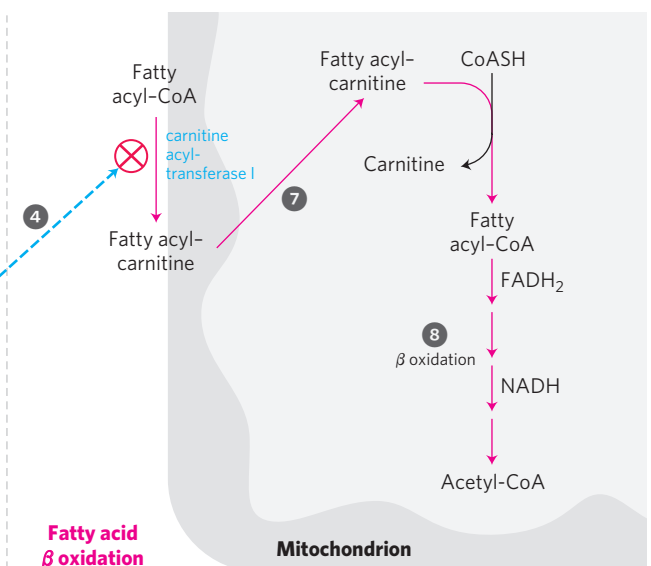 Fatty
acyl–CoA
carnitine
acyl-
transferase I
4
Fatty acyl–
carnitine
7
Fatty acyl–
carnitine
CoASH
Carnitine
Fatty
acyl–CoA
FADH₂
8
β oxidation
NADH
Acetyl-CoA
Fatty acid
β oxidation
Mitochondrion